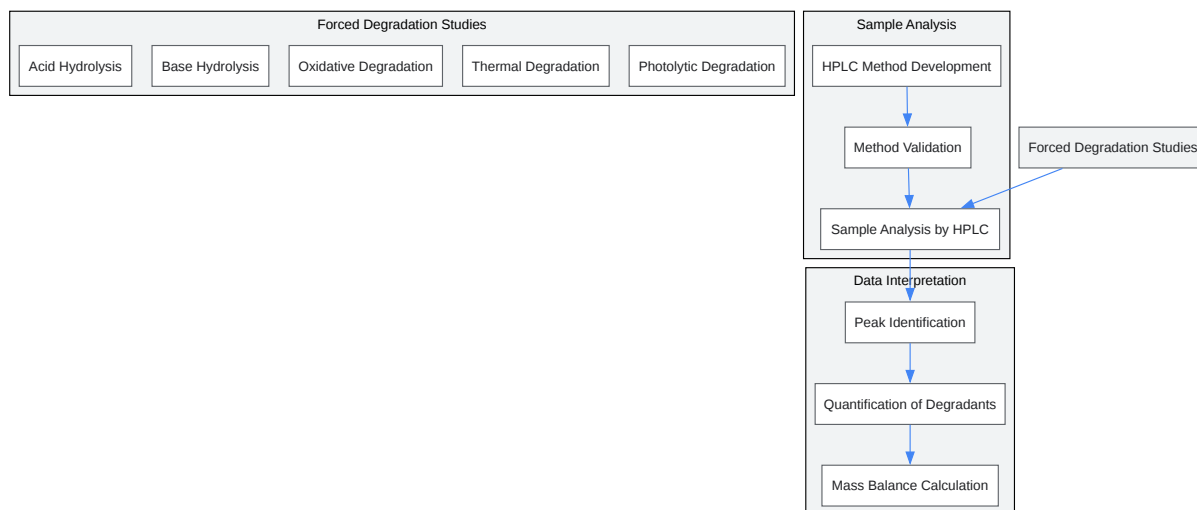 Forced Degradation Studies
Acid Hydrolysis
Base Hydrolysis
Oxidative Degradation
Thermal Degradation
Photolytic Degradation
Sample Analysis
HPLC Method Development
Method Validation
Forced Degradation Studies
Sample Analysis by HPLC
Data Interpretation
Peak Identification
Quantification of Degradants
Mass Balance Calculation